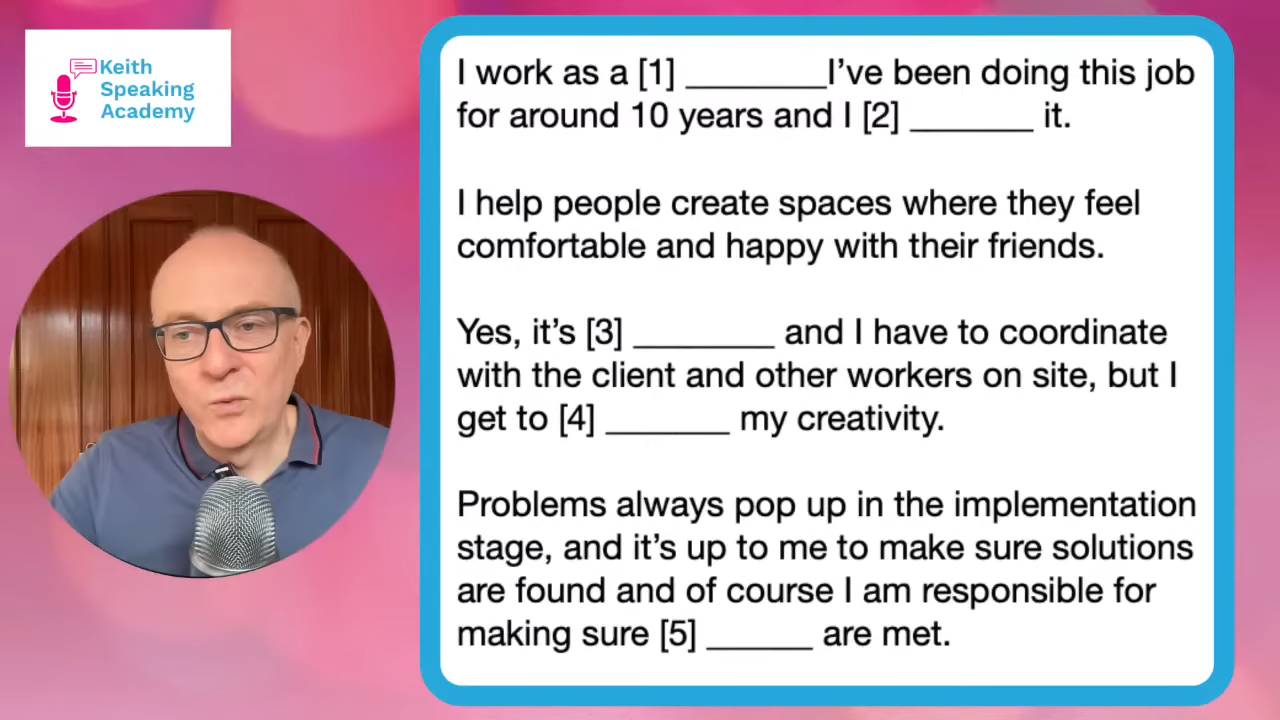 Keith
Speaking
Academy
I work as a [1] ________I’ve been doing this job
for around 10 years and I [2] _______ it.
I help people create spaces where they feel
comfortable and happy with their friends.
Yes, it’s [3] ________ and I have to coordinate
with the client and other workers on site, but I
get to [4] _______ my creativity.
Problems always pop up in the implementation
stage, and it’s up to me to make sure solutions
are found and of course I am responsible for
making sure [5] ______ are met.